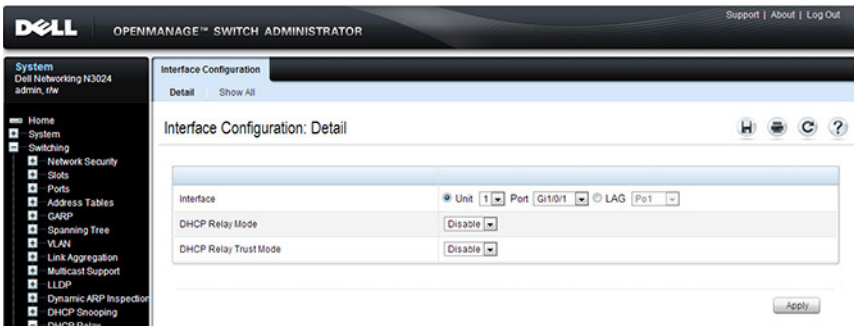 Support | About | Log Out
DELL OPENMANAGE™ SWITCH ADMINISTRATOR
System
Dell Networking N3024
admin, r/w
Home
System
Switching
Network Security
Slots
Ports
Address Tables
GARP
Spanning Tree
VLAN
Link Aggregation
Multicast Support
LLDP
Dynamic ARP Inspection
DHCP Snooping
DHCP Relay
Interface Configuration
Detail Show All
Interface Configuration: Detail
Interface Unit 1 Port Gi1/0/1 LAG Po1
DHCP Relay Mode Disable
DHCP Relay Trust Mode Disable
Apply